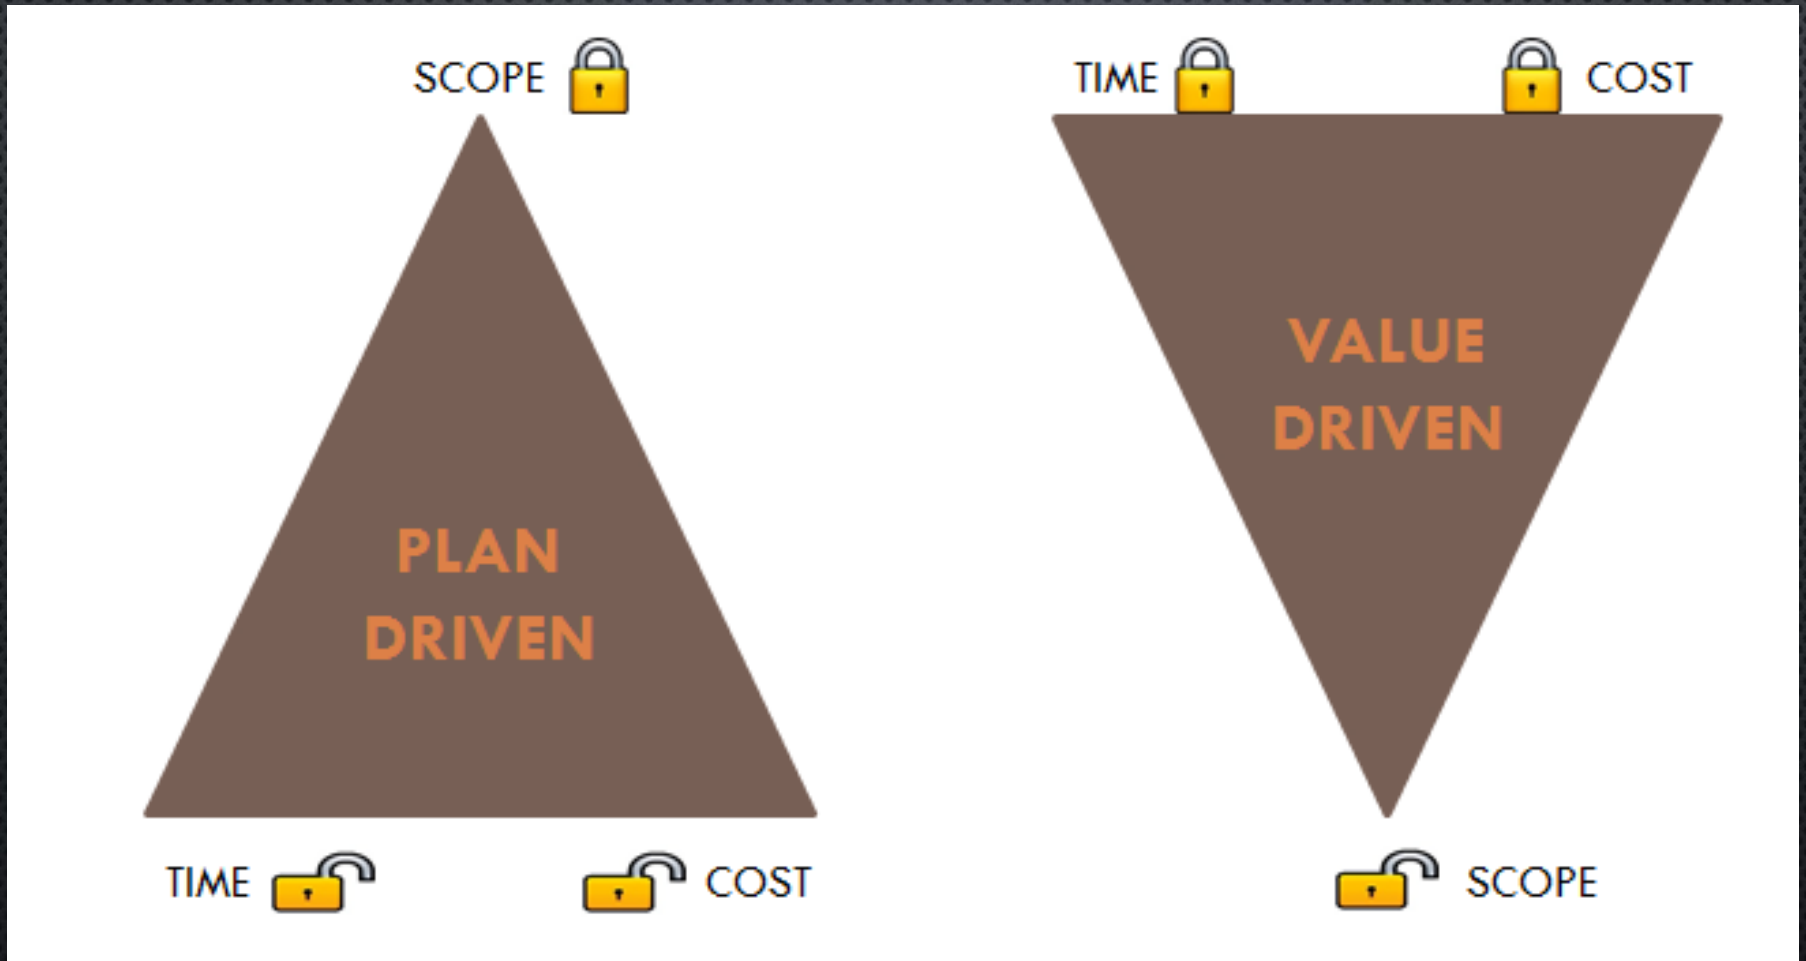 SCOPE
TIME COST
PLAN
DRIVEN
TIME COST
VALUE
DRIVEN
SCOPE